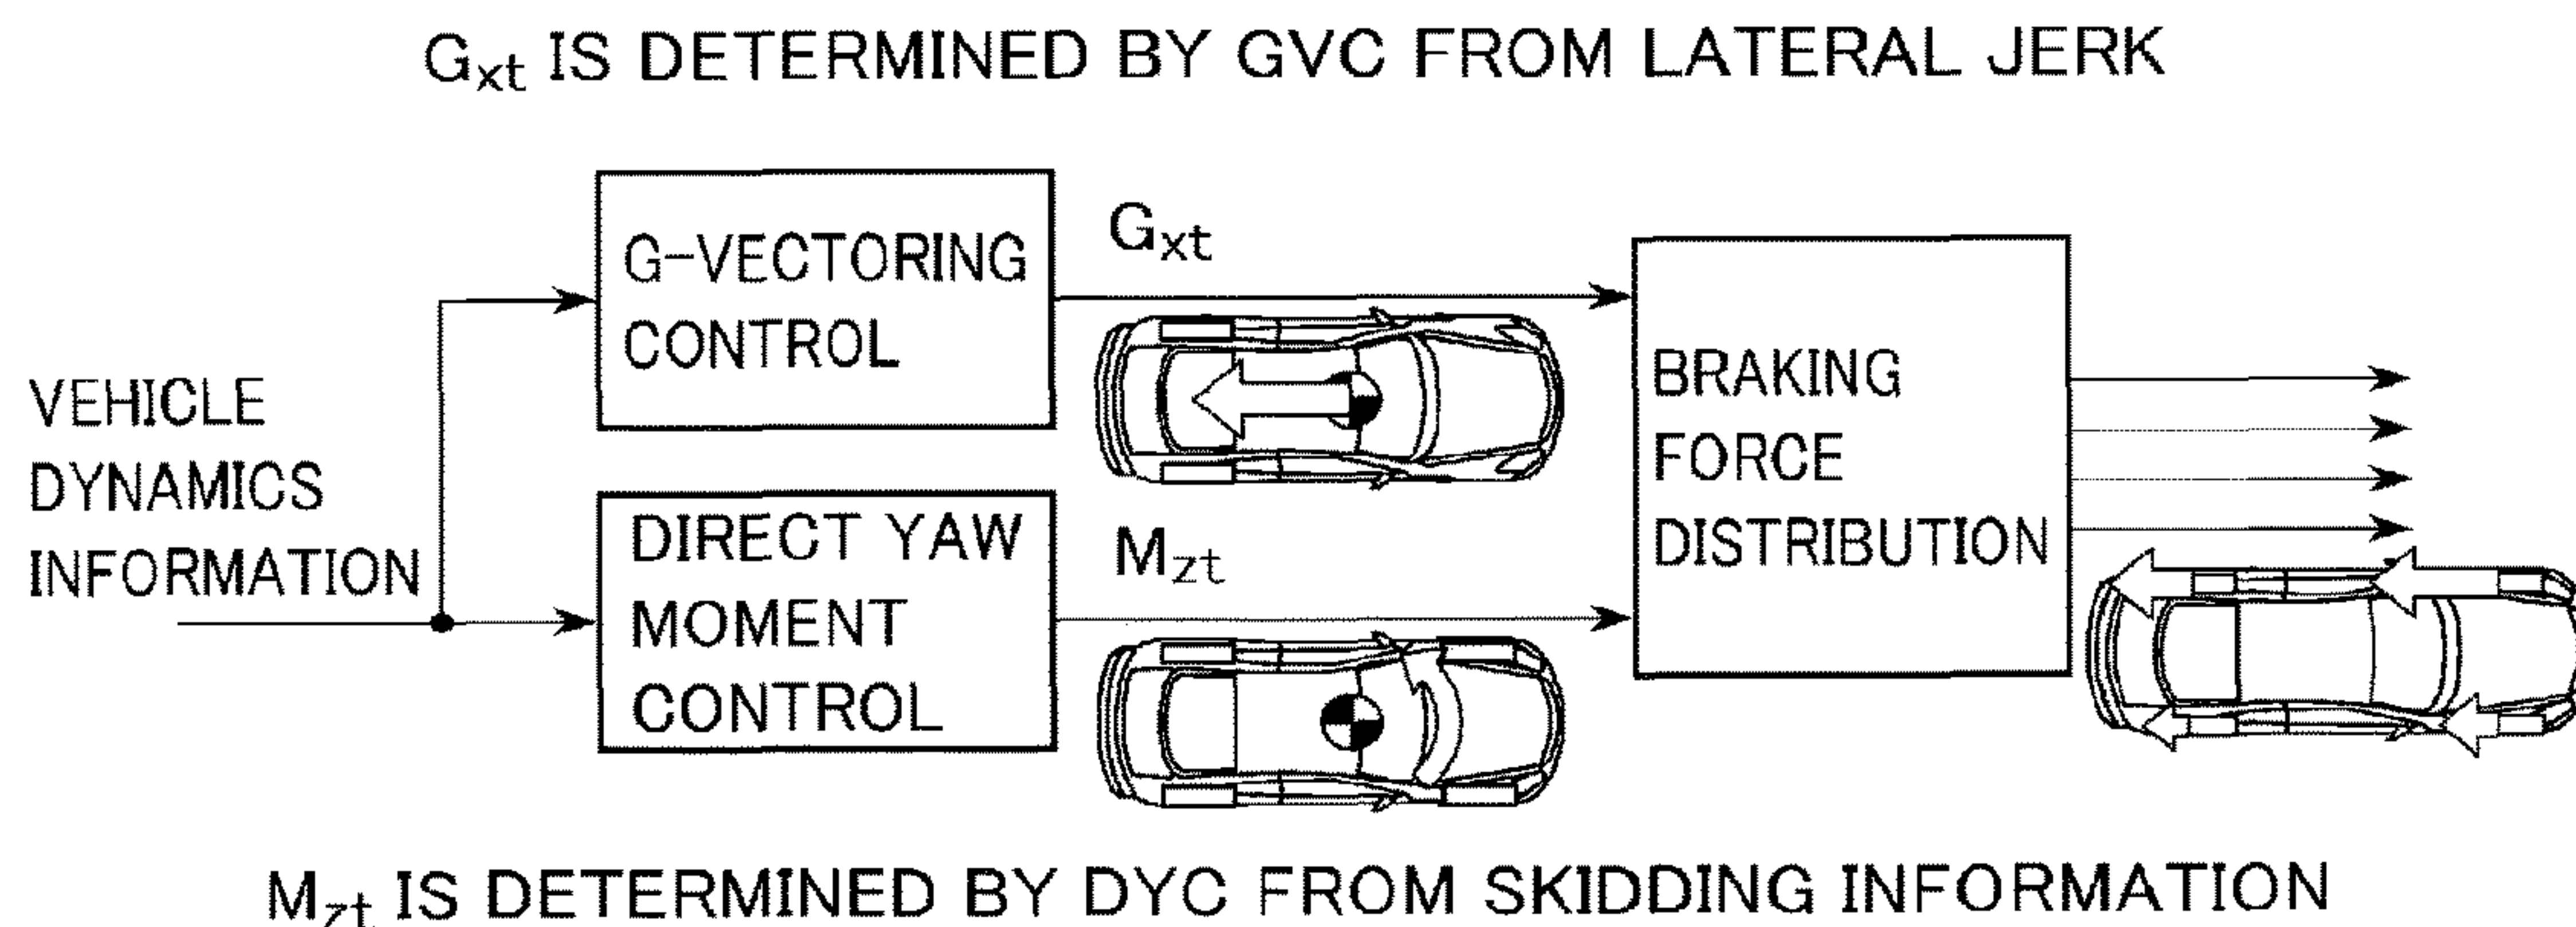 Gxt IS DETERMINED BY GVC FROM LATERAL JERK
VEHICLE
DYNAMICS
INFORMATION
G-VECTORING
CONTROL
Gxt
DIRECT YAW
MOMENT
CONTROL
Mzt
BRAKING
FORCE
DISTRIBUTION
Mzt IS DETERMINED BY DYC FROM SKIDDING INFORMATION